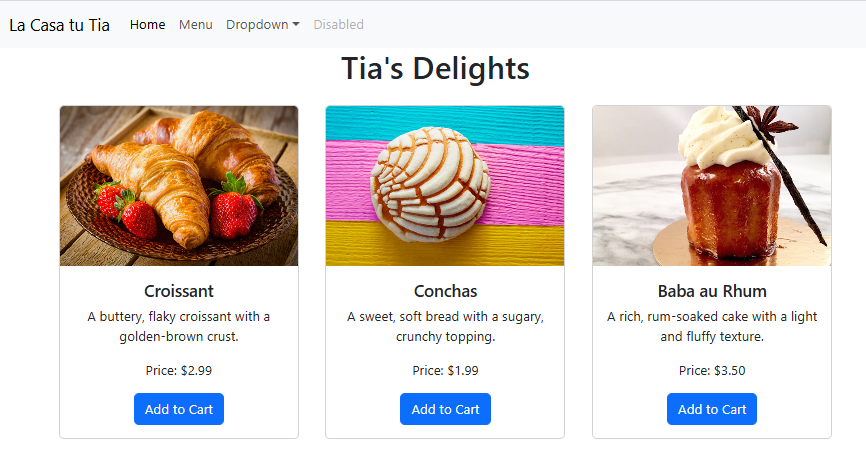 La Casa tu Tia Home Menu Dropdown Disabled
Tia's Delights
Croissant
A buttery, flaky croissant with a
golden-brown crust.
Price: $2.99
Add to Cart
Conchas
A sweet, soft bread with a sugary,
crunchy topping.
Price: $1.99
Add to Cart
Baba au Rhum
A rich, rum-soaked cake with a light
and fluffy texture.
Price: $3.50
Add to Cart